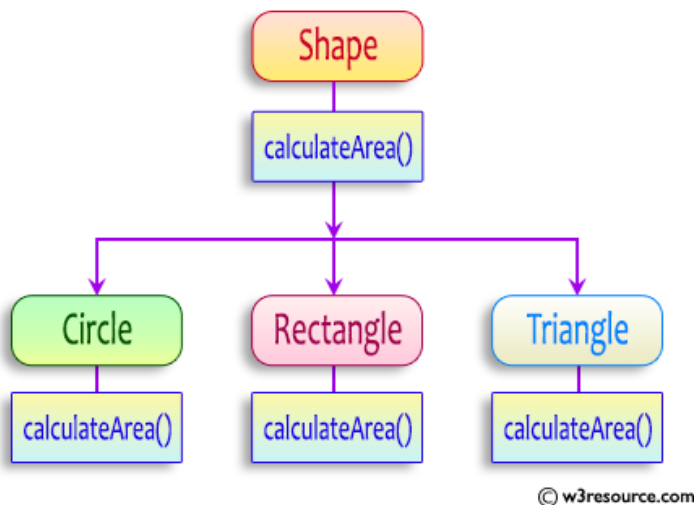 Shape
calculateArea()
Circle
Rectangle
Triangle
calculateArea()
calculateArea()
calculateArea()
© w3resource.com